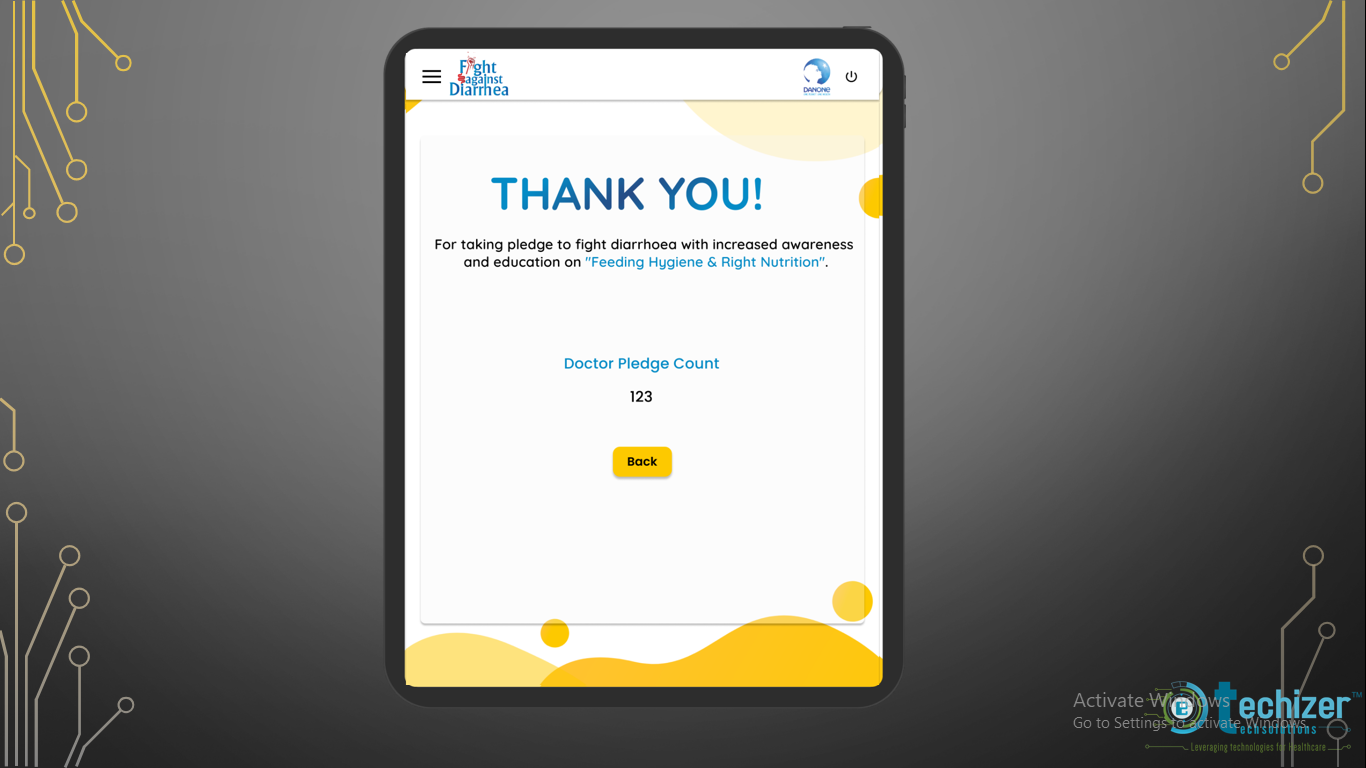 Fight
against
Diarrhea
DANONE
THANK YOU!
For taking pledge to fight diarrhoea with increased awareness
and education on "Feeding Hygiene & Right Nutrition".
Doctor Pledge Count
123
Back
Activate Windows
Go to Settings to activate Windows.
e techizer™
Techsolutions
Leveraging technologies for Healthcare